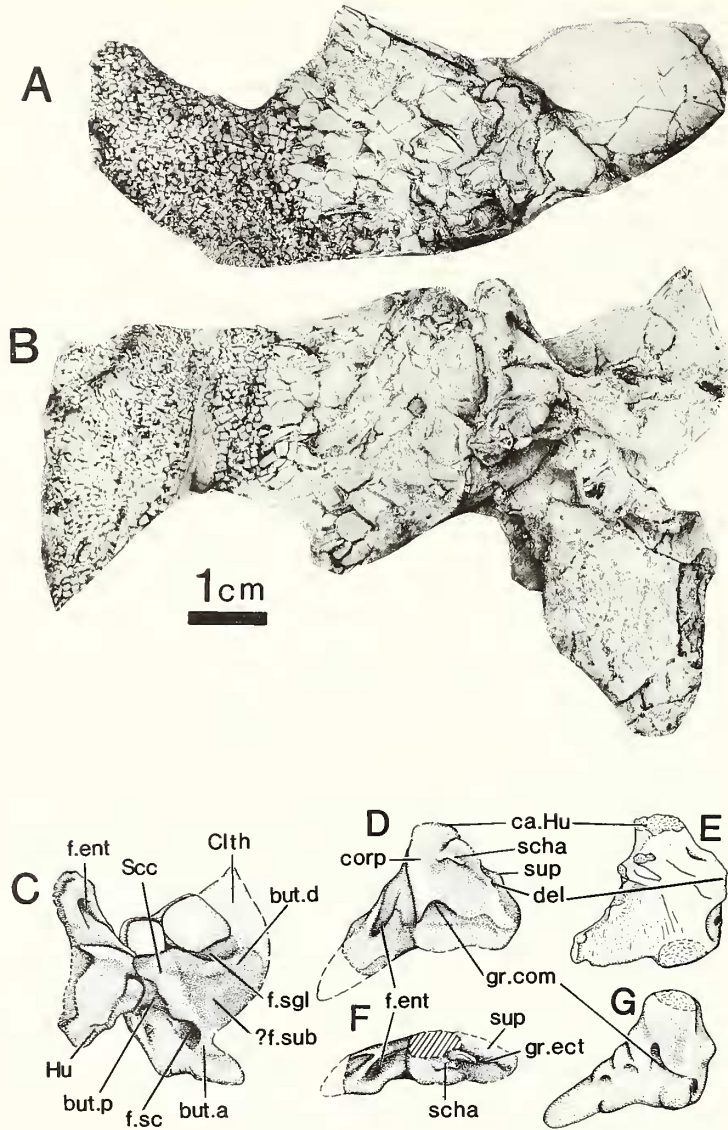 A
B
1cm
C
f.ent
Scc
Clth
but.d
f.sgl
?f.sub
Hu
but.p
f.sc
but.a
D
corp
ca.Hu
scha
sup
del
E
gr.com
f.ent
F
sup
gr.ect
scha
G